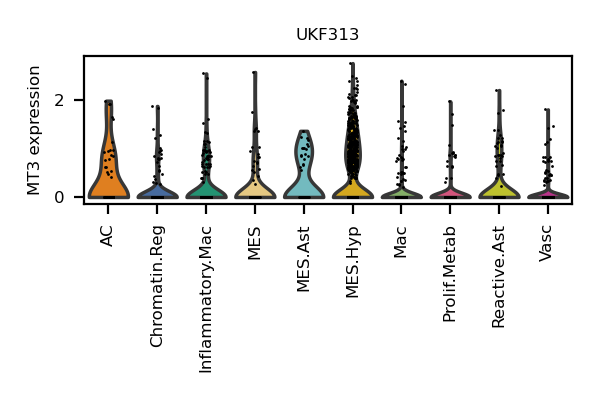 UKF313
MT3 expression
2
0
AC
Chromatin.Reg
Inflammatory.Mac
MES
MES.Ast
MES.Hyp
Mac
Prolif.Metab
Reactive.Ast
Vasc